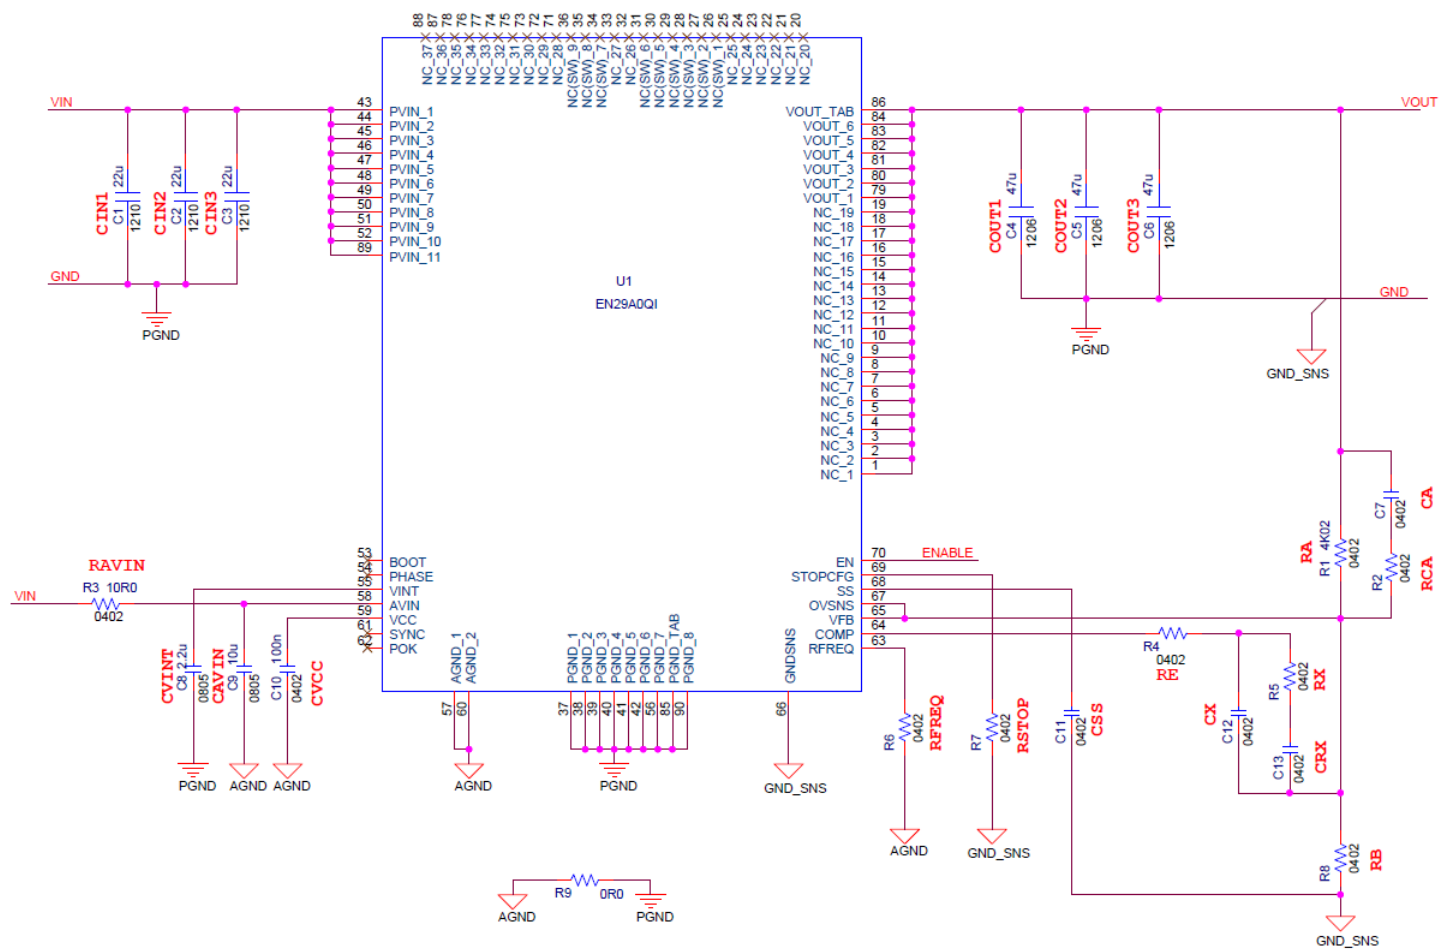 88 87 78 76 77 74 75 73 72 71 36 35 34 33 32 31 30 29 28 27 26 25 24 23 22 21 20
NC_37 NC_36 NC_35 NC_34 NC_33 NC_32 NC_31 NC_30 NC_29 NC_28 NC(SW)_9 NC(SW)_8 NC(SW)_7 NC_27 NC_26 NC(SW)_6 NC(SW)_5 NC(SW)_4 NC(SW)_3 NC(SW)_2 NC(SW)_1 NC_25 NC_24 NC_23 NC_22 NC_21 NC_20
VIN
43 PVIN_1
44 PVIN_2
45 PVIN_3
46 PVIN_4
47 PVIN_5
48 PVIN_6
49 PVIN_7
50 PVIN_8
51 PVIN_9
52 PVIN_10
89 PVIN_11
CIN1 C1 22u 1210
CIN2 C2 22u 1210
CIN3 C3 22u 1210
GND
PGND
U1
EN29A0QI
VOUT_TAB 86
VOUT_6 84
VOUT_5 83
VOUT_4 82
VOUT_3 81
VOUT_2 80
VOUT_1 79
NC_19 19
NC_18 18
NC_17 17
NC_16 16
NC_15 15
NC_14 14
NC_13 13
NC_12 12
NC_11 11
NC_10 10
NC_9 9
NC_8 8
NC_7 7
NC_6 6
NC_5 5
NC_4 4
NC_3 3
NC_2 2
NC_1 1
VOUT
COUT1 C4 47u 1206
COUT2 C5 47u 1206
COUT3 C6 47u 1206
GND
PGND
GND_SNS
C7 0402 CA
RA R1 4K02 0402
R2 0402 RCA
53 BOOT
54 PHASE
55 VINT
58 AVIN
59 VCC
61 SYNC
62 POK
RAVIN
R3 10R0
VIN
0402
CVINT C8 2.2u 0805
CAVIN C9 10u 0805
C10 100n 0402 CVCC
PGND AGND AGND
AGND_1 AGND_2
57 60
AGND
PGND_1 PGND_2 PGND_3 PGND_4 PGND_5 PGND_6 PGND_7 PGND_TAB PGND_8
37 38 39 40 41 42 56 85 90
PGND
GNDSNS
66
GND_SNS
EN 70 ENABLE
STOPCFG 69
SS 68
OVSNS 67
VFB 65
COMP 64
RFREQ 63
R4 0402
RE
R5 0402 RX
CX C12 0402
C13 0402 CRX
R6 0402 RFREQ
R7 0402 RSTOP
C11 0402 CSS
AGND
GND_SNS
R8 0402 RB
GND_SNS
R9 0R0
AGND PGND